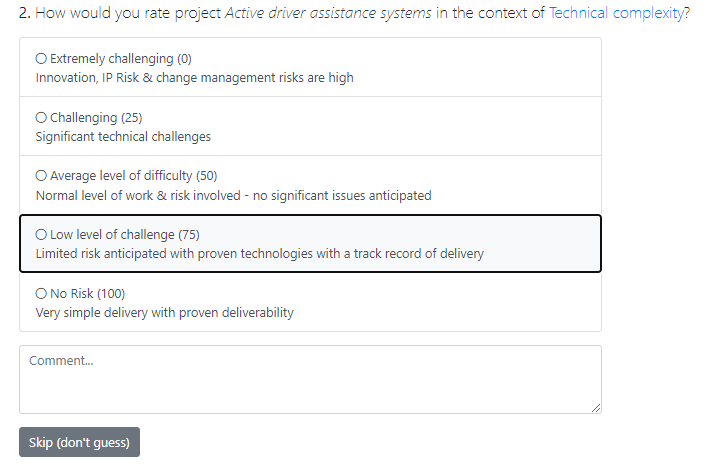 2. How would you rate project Active driver assistance systems in the context of Technical complexity?
Extremely challenging (0)
Innovation, IP Risk & change management risks are high
Challenging (25)
Significant technical challenges
Average level of difficulty (50)
Normal level of work & risk involved - no significant issues anticipated
Low level of challenge (75)
Limited risk anticipated with proven technologies with a track record of delivery
No Risk (100)
Very simple delivery with proven deliverability
Comment...
Skip (don't guess)